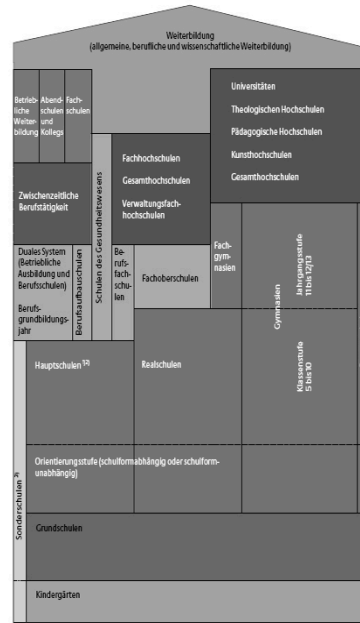 Weiterbildung
(allgemeine, berufliche und wissenschaftliche Weiterbildung)
Betrieb-
liche
Weiter-
bildung
Abend-
schulen
und
Kollegs
Fach-
schulen
Universitäten
Theologischen Hochschulen
Pädagogische Hochschulen
Kunsthochschulen
Gesamthochschulen
Fachhochschulen
Gesamthochschulen
Verwaltungsfach-
hochschulen
Zwischenzeitliche
Berufstätigkeit
Schulen des Gesundheitswesens
Duales System
(Betriebliche
Ausbildung und
Berufsschulen)
Berufs-
grundbildungs-
jahr
Berufsaufbauschulen
Be-
rufs-
fach-
schu-
len
Fachoberschulen
Fach-
gym-
nasien
Gymnasien
Jahrgangsstufe
11 bis 12/13
Klassenstufe
5 bis 10
Hauptschulen 1)2)
Realschulen
Orientierungsstufe (schulformabhängig oder schulform-
unabhängig)
Sonderschulen 3)
Grundschulen
Kindergärten